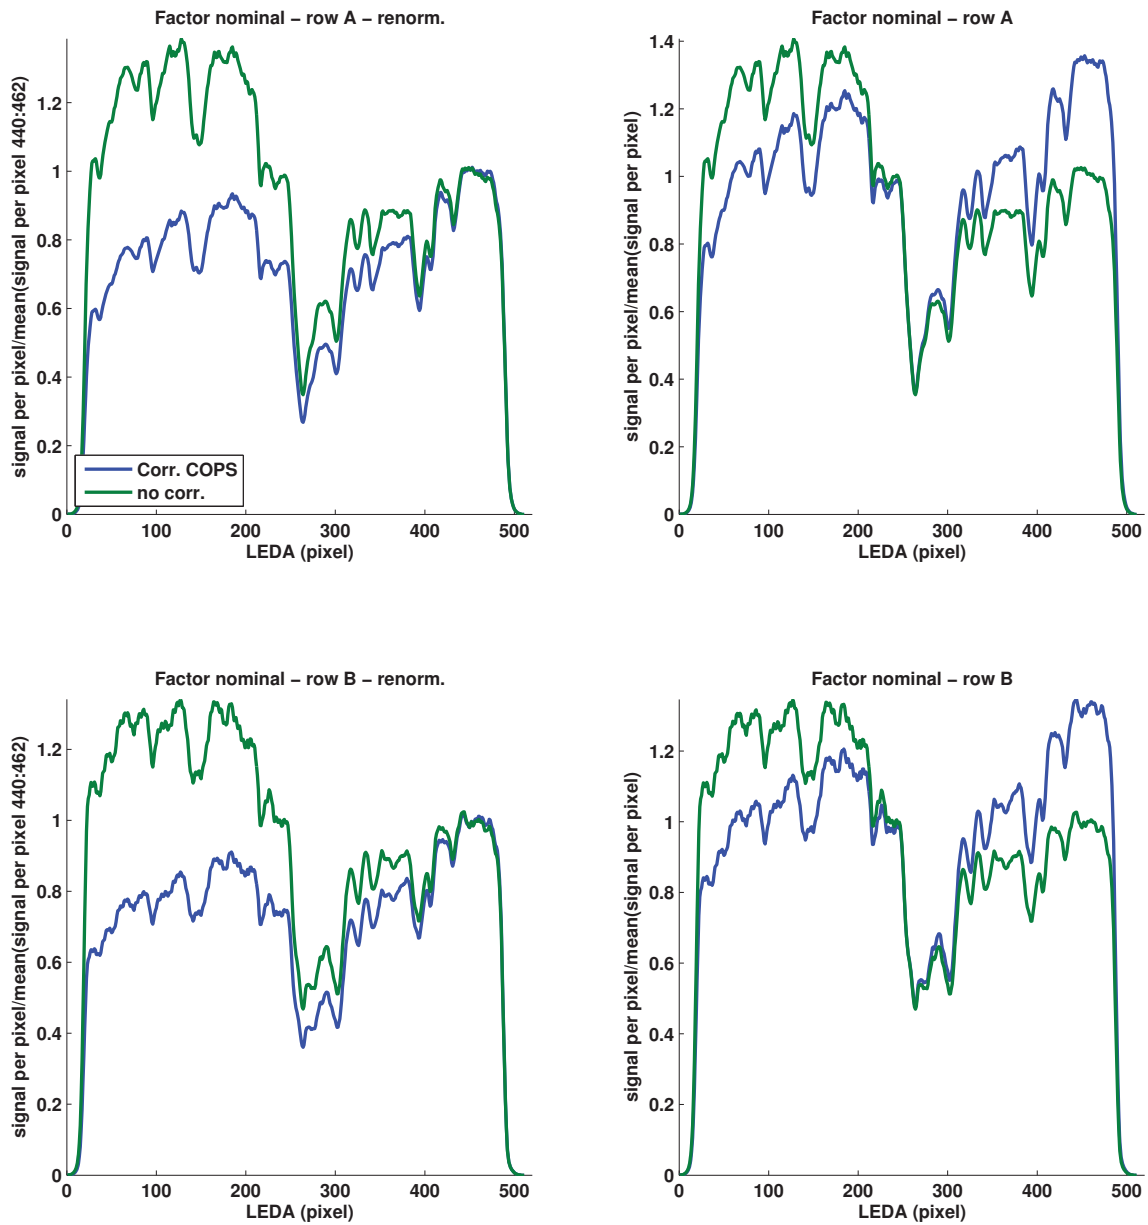 Factor nominal – row A – renorm.
signal per pixel/mean(signal per pixel 440:462)
1.2
1
0.8
0.6
0.4
0.2
0
Corr. COPS
no corr.
0 100 200 300 400 500
LEDA (pixel)
Factor nominal – row A
signal per pixel/mean(signal per pixel)
1.4
1.2
1
0.8
0.6
0.4
0.2
0
0 100 200 300 400 500
LEDA (pixel)
Factor nominal – row B – renorm.
signal per pixel/mean(signal per pixel 440:462)
1.2
1
0.8
0.6
0.4
0.2
0
0 100 200 300 400 500
LEDA (pixel)
Factor nominal – row B
signal per pixel/mean(signal per pixel)
1.2
1
0.8
0.6
0.4
0.2
0
0 100 200 300 400 500
LEDA (pixel)